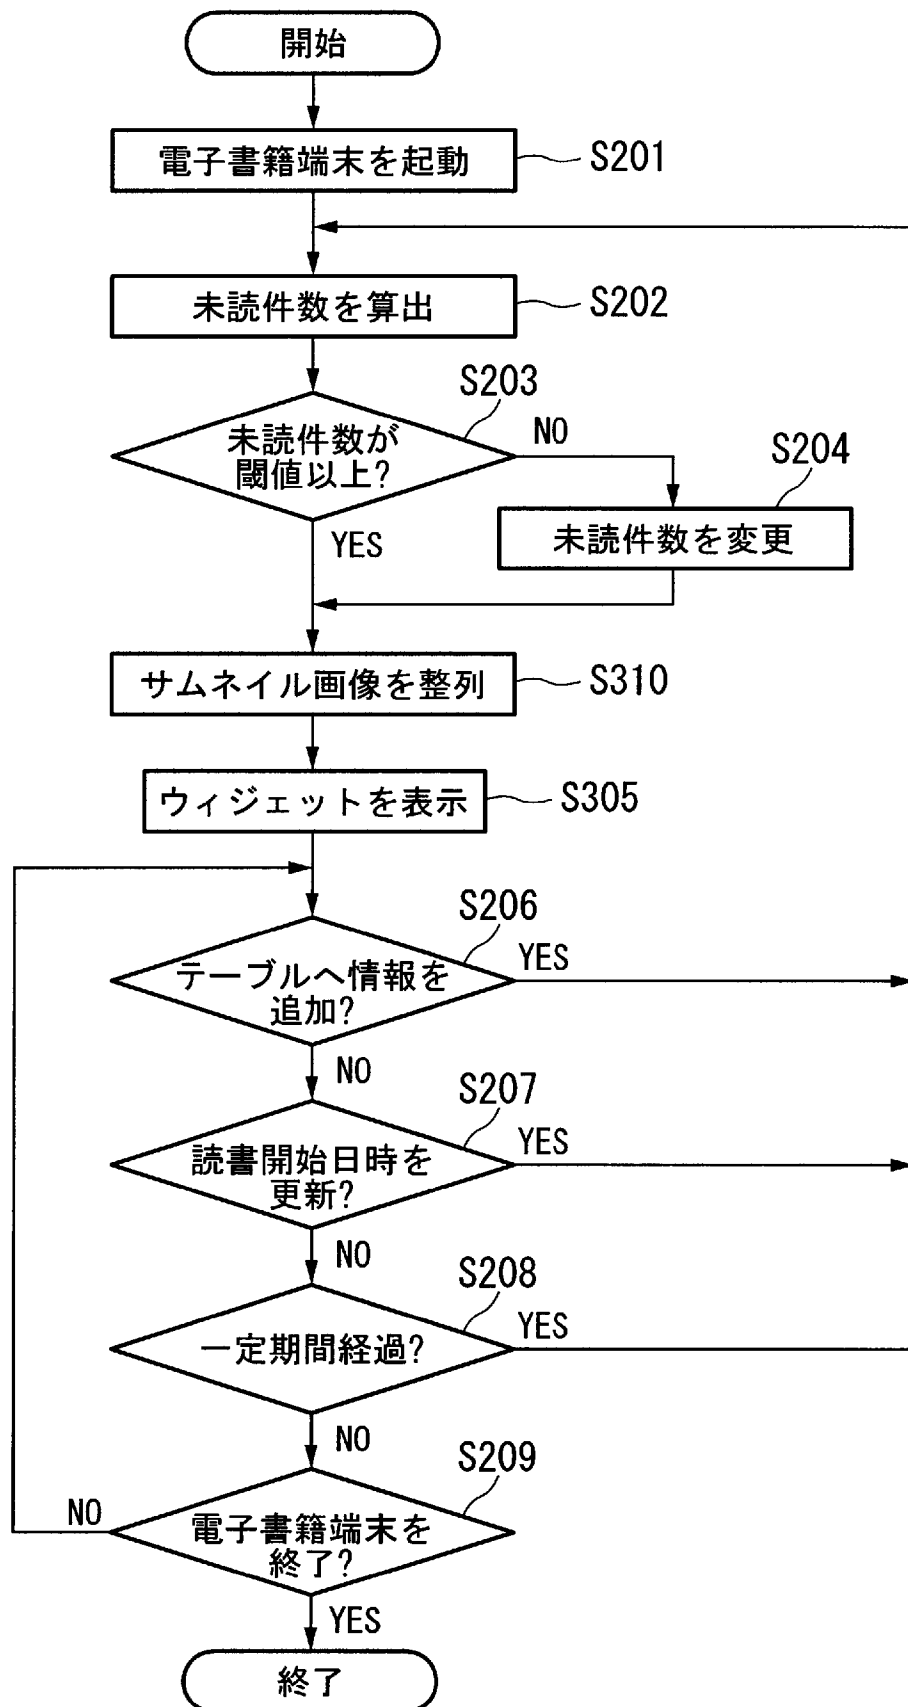 開始
電子書籍端末を起動
S201
未読件数を算出
S202
S203
未読件数が
閾値以上?
NO
S204
YES
未読件数を変更
サムネイル画像を整列
S310
ウィジェットを表示
S305
S206
テーブルへ情報を
追加?
YES
NO
S207
読書開始日時を
更新?
YES
NO
S208
一定期間経過?
YES
NO
S209
電子書籍端末を
終了?
NO
YES
終了